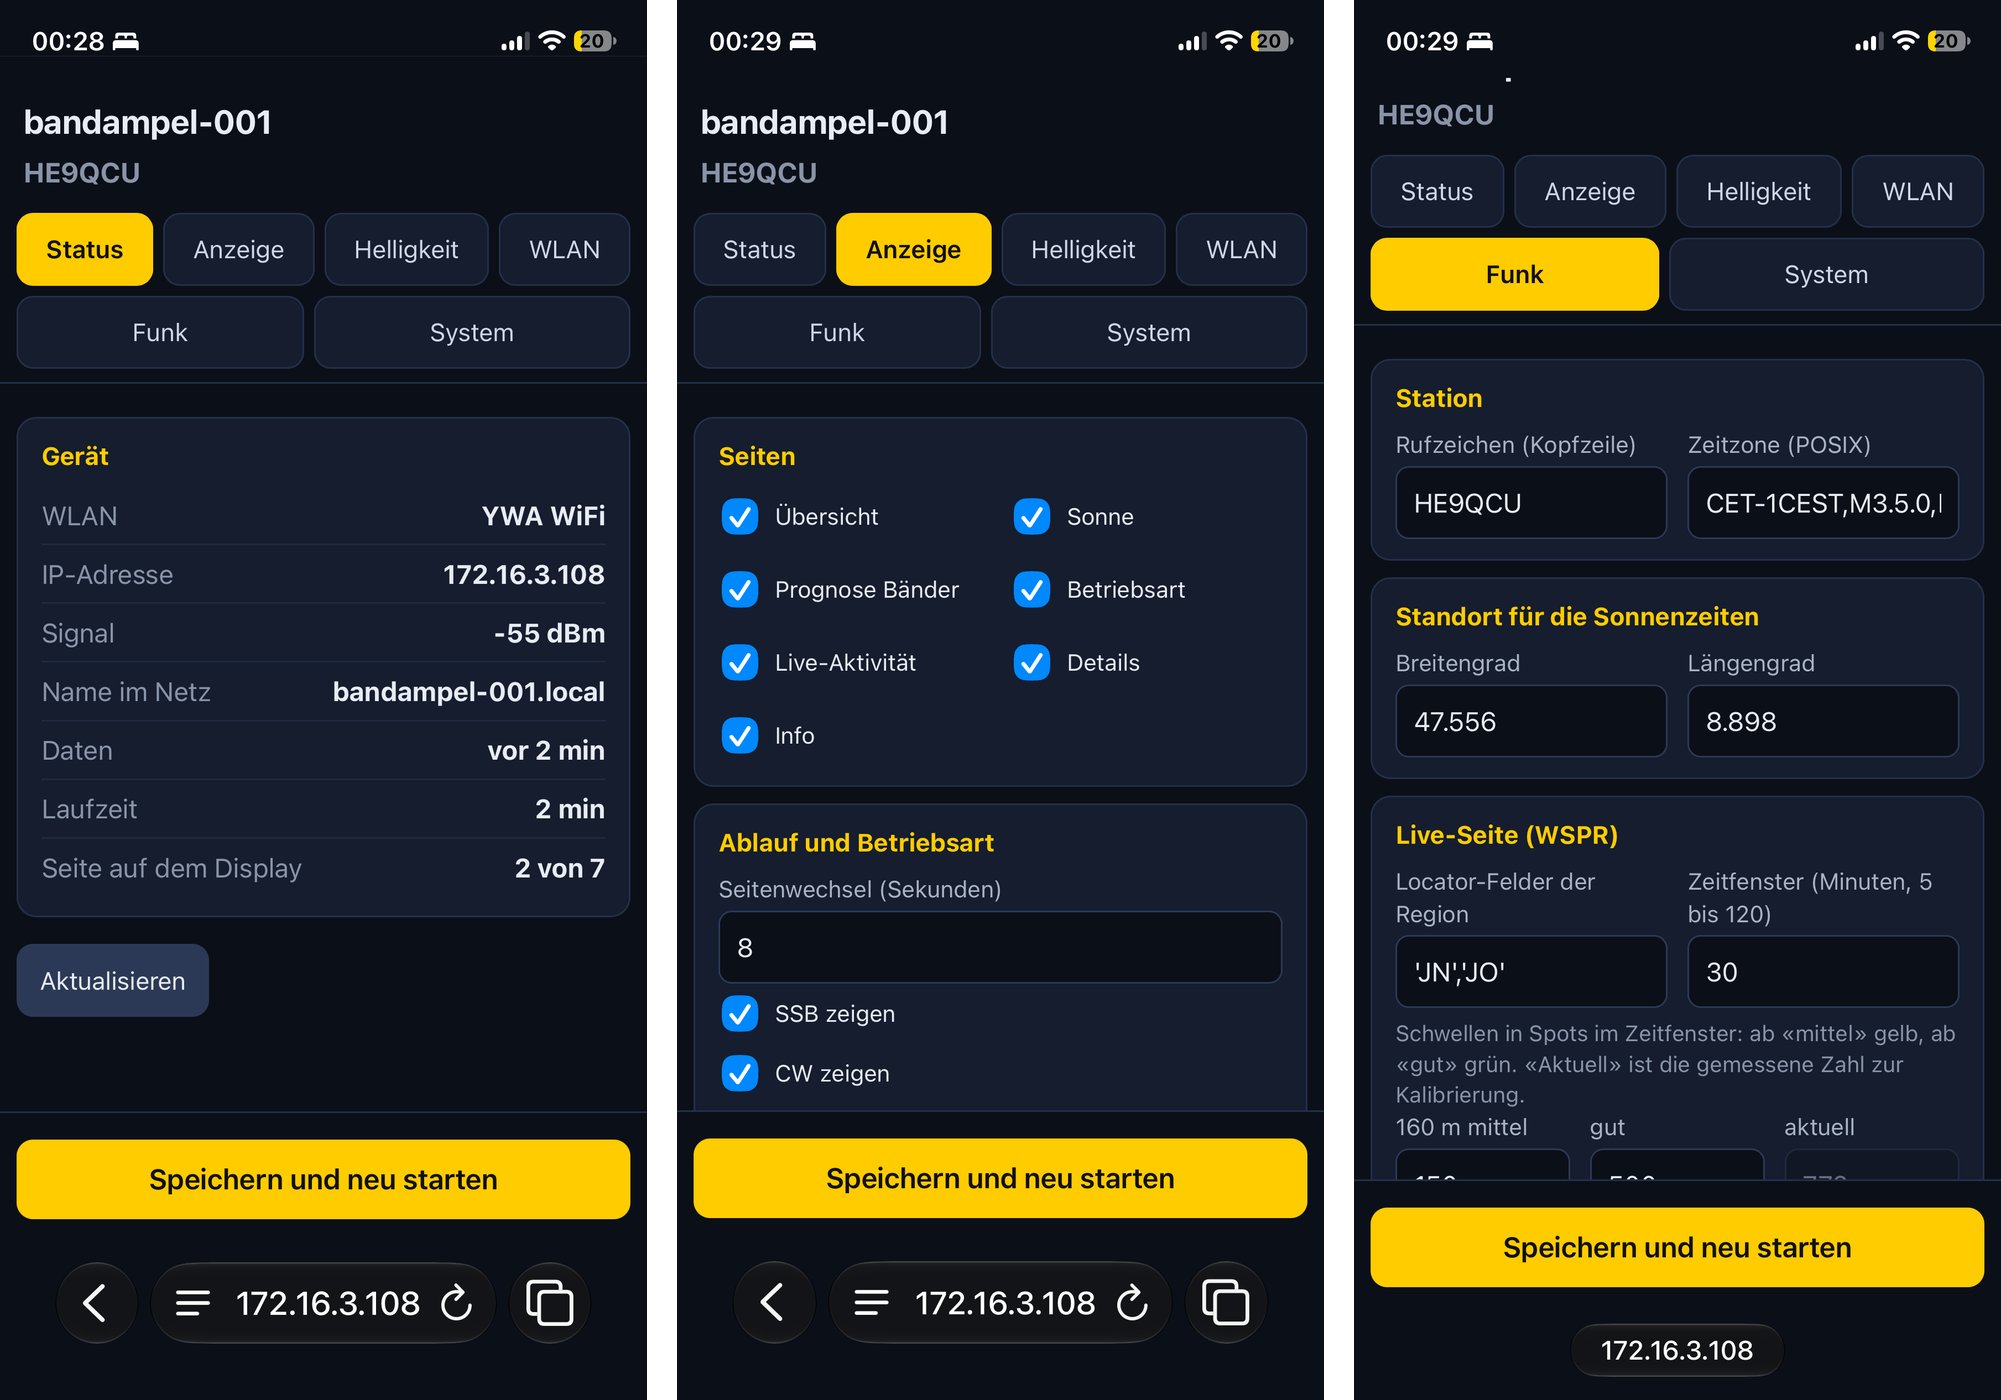 00:28
20
bandampel-001
HE9QCU
Status
Anzeige
Helligkeit
WLAN
Funk
System
Gerät
WLAN YWA WiFi
IP-Adresse 172.16.3.108
Signal -55 dBm
Name im Netz bandampel-001.local
Daten vor 2 min
Laufzeit 2 min
Seite auf dem Display 2 von 7
Aktualisieren
Speichern und neu starten
172.16.3.108
00:29
20
bandampel-001
HE9QCU
Status
Anzeige
Helligkeit
WLAN
Funk
System
Seiten
Übersicht
Sonne
Prognose Bänder
Betriebsart
Live-Aktivität
Details
Info
Ablauf und Betriebsart
Seitenwechsel (Sekunden)
8
SSB zeigen
CW zeigen
Speichern und neu starten
172.16.3.108
00:29
20
HE9QCU
Status
Anzeige
Helligkeit
WLAN
Funk
System
Station
Rufzeichen (Kopfzeile)
Zeitzone (POSIX)
HE9QCU
CET-1CEST,M3.5.0,
Standort für die Sonnenzeiten
Breitengrad
Längengrad
47.556
8.898
Live-Seite (WSPR)
Locator-Felder der
Region
Zeitfenster (Minuten, 5
bis 120)
'JN','JO'
30
Schwellen in Spots im Zeitfenster: ab «mittel» gelb, ab
«gut» grün. «Aktuell» ist die gemessene Zahl zur
Kalibrierung.
160 m mittel
gut
aktuell
Speichern und neu starten
172.16.3.108